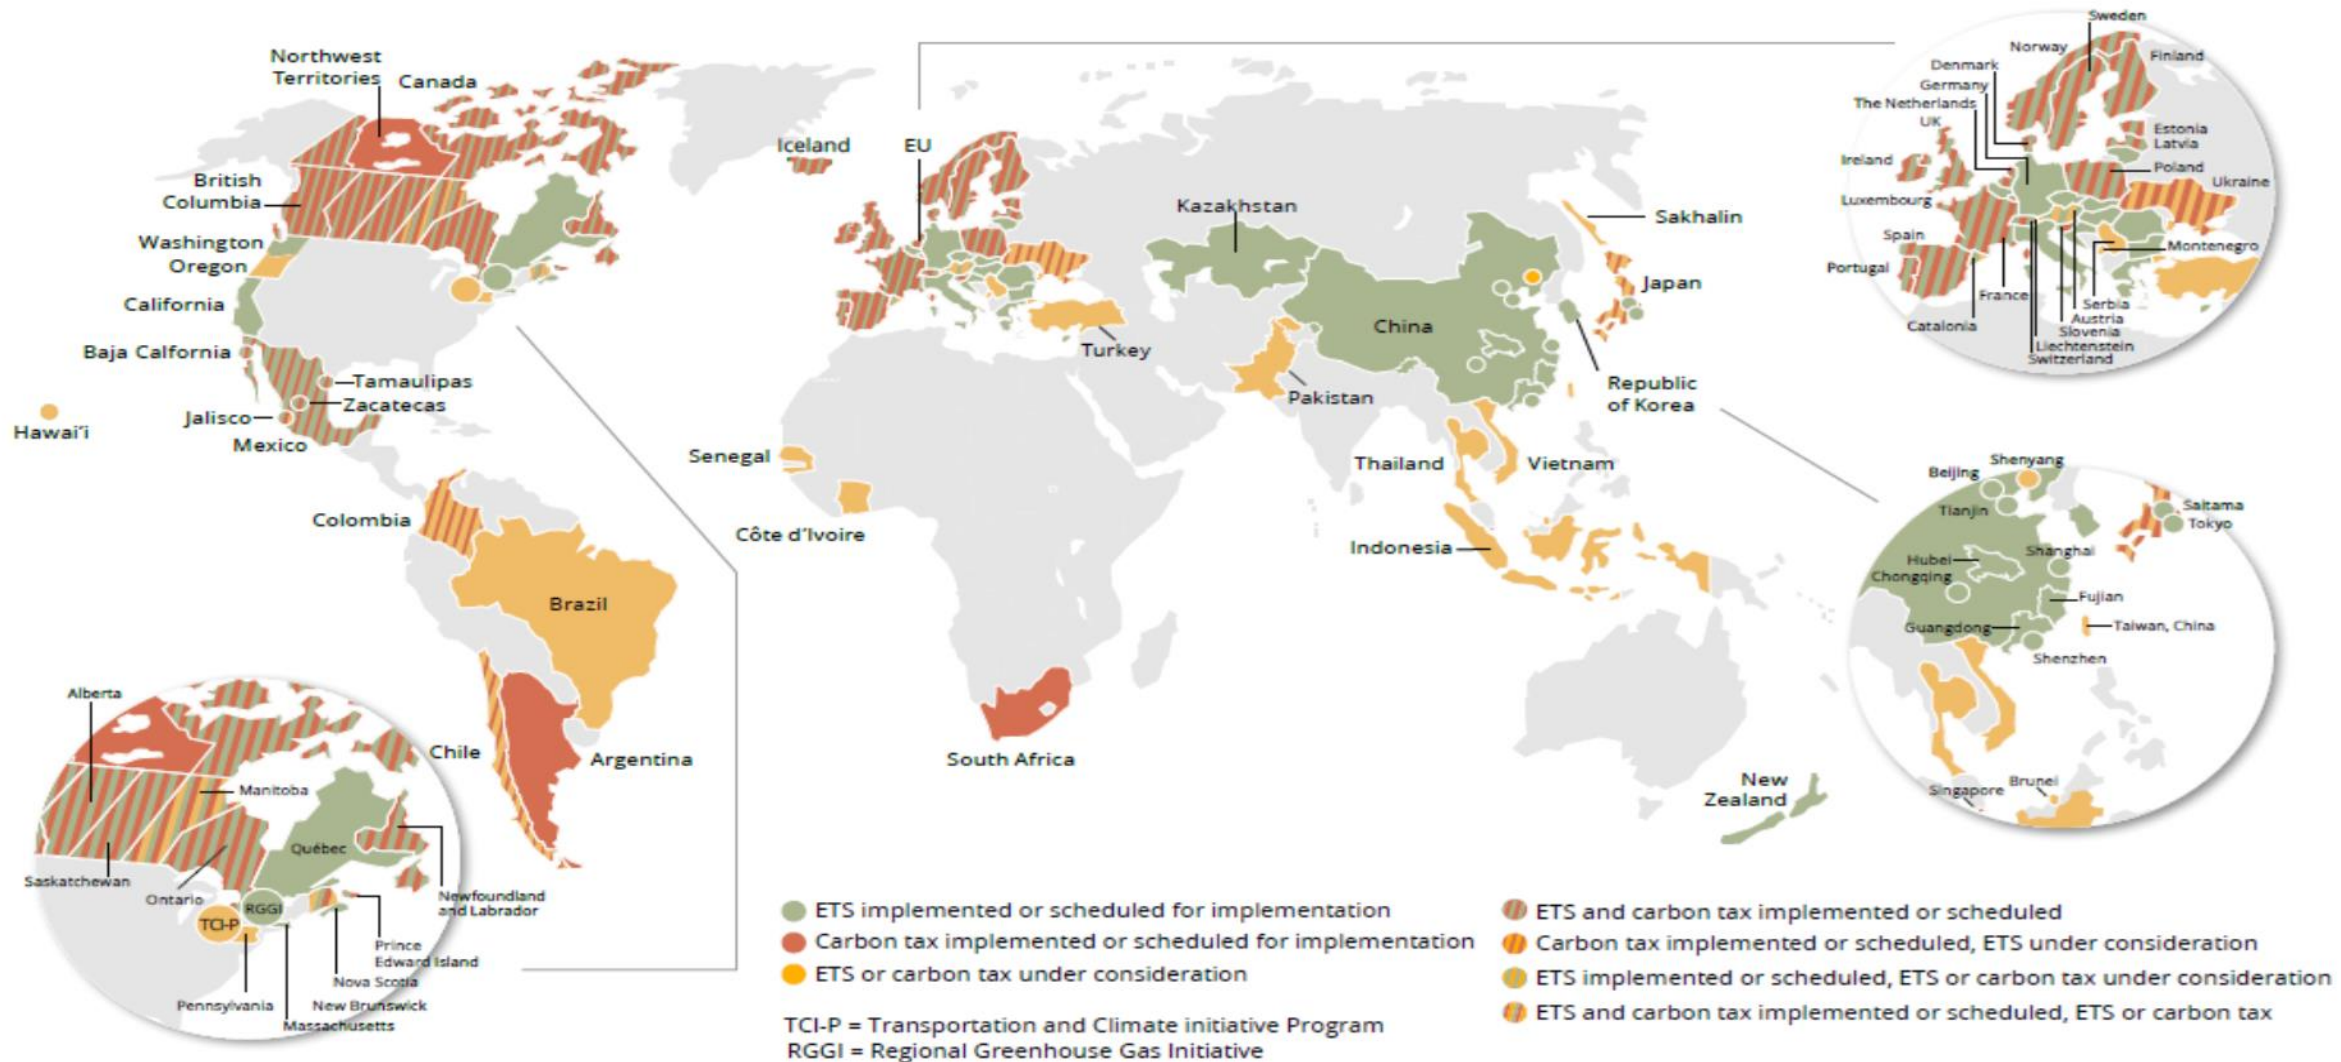 Northwest
Territories
Canada
British
Columbia
Washington
Oregon
California
Baja Calfornia
Tamaulipas
Zacatecas
Jalisco
Mexico
Hawai'i
Colombia
Brazil
Chile
Argentina
Iceland
EU
Kazakhstan
Sakhalin
Japan
China
Turkey
Pakistan
Republic
of Korea
Senegal
Côte d'Ivoire
Thailand
Vietnam
Indonesia
South Africa
New
Zealand
Sweden
Norway
Finland
Denmark
Germany
The Netherlands
UK
Estonia
Latvia
Ireland
Poland
Ukraine
Luxembourg
Spain
Montenegro
Portugal
France
Serbia
Catalonia
Austria
Slovenia
Liechtenstein
Switzerland
Shenyang
Beijing
Tianjin
Saitama
Tokyo
Shanghai
Hubei
Chongqing
Fujian
Guangdong
Taiwan, China
Shenzhen
Brunei
Singapore
Alberta
Manitoba
Québec
Saskatchewan
Ontario
Newfoundland
and Labrador
RGGI
TCI-P
Prince
Edward Island
Nova Scotia
Pennsylvania
New Brunswick
Massachusetts
ETS implemented or scheduled for implementation
Carbon tax implemented or scheduled for implementation
ETS or carbon tax under consideration
TCI-P = Transportation and Climate initiative Program
RGGI = Regional Greenhouse Gas Initiative
ETS and carbon tax implemented or scheduled
Carbon tax implemented or scheduled, ETS under consideration
ETS implemented or scheduled, ETS or carbon tax under consideration
ETS and carbon tax implemented or scheduled, ETS or carbon tax